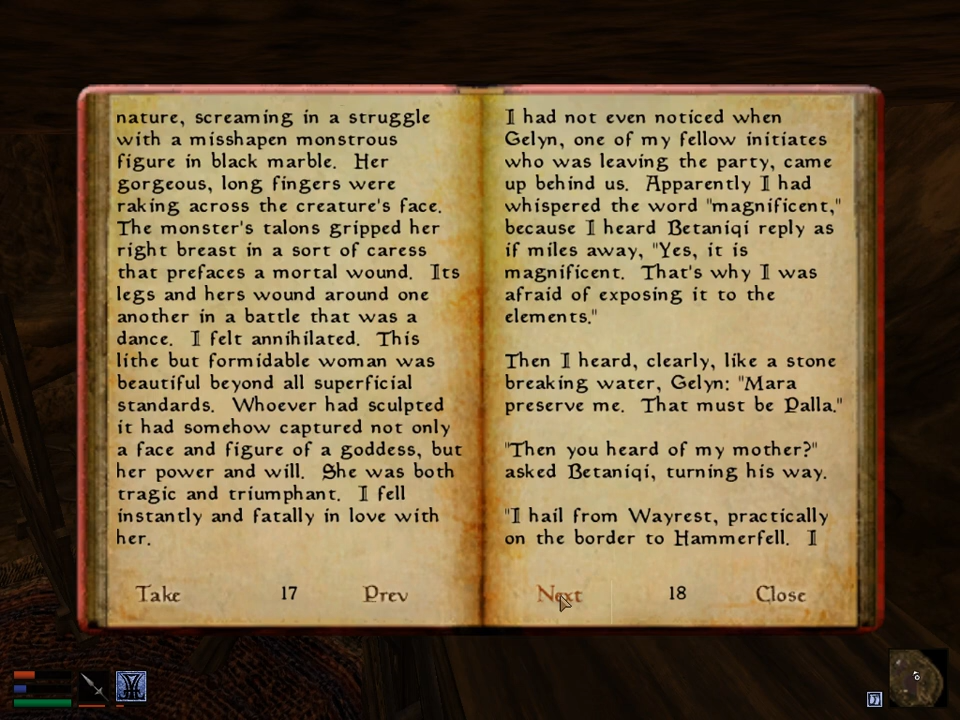 nature, screaming in a struggle
with a misshapen monstrous
figure in black marble. Her
gorgeous, long fingers were
raking across the creature's face.
The monster's talons gripped her
right breast in a sort of caress
that prefaces a mortal wound. Its
legs and hers wound around one
another in a battle that was a
dance. I felt annihilated. This
lithe but formidable woman was
beautiful beyond all superficial
standards. Whoever had sculpted
it had somehow captured not only
a face and figure of a goddess, but
her power and will. She was both
tragic and triumphant. I fell
instantly and fatally in love with
her.
Take 17 Prev
I had not even noticed when
Gelyn, one of my fellow initiates
who was leaving the party, came
up behind us. Apparently I had
whispered the word "magnificent,"
because I heard Betaniqi reply as
if miles away, "Yes, it is
magnificent. That's why I was
afraid of exposing it to the
elements."
Then I heard, clearly, like a stone
breaking water, Gelyn: "Mara
preserve me. That must be Palla."
"Then you heard of my mother?"
asked Betaniqi, turning his way.
"I hail from Wayrest, practically
on the border to Hammerfell. I
Next 18 Close